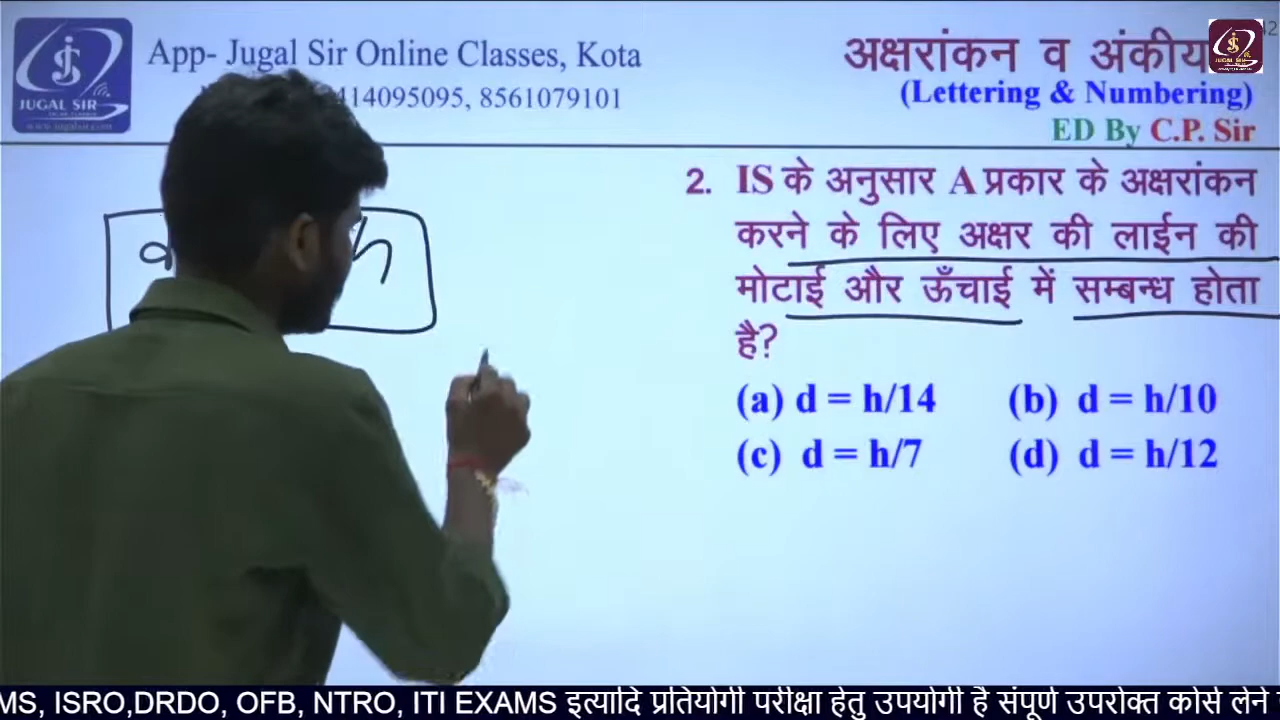 App- Jugal Sir Online Classes, Kota
414095095, 8561079101
JUGAL SIR
अक्षरांकन व अंकीय
(Lettering & Numbering)
ED By C.P. Sir
2. IS के अनुसार A प्रकार के अक्षरांकन
करने के लिए अक्षर की लाईन की
मोटाई और ऊँचाई में सम्बन्ध होता
है?
(a) d = h/14 (b) d = h/10
(c) d = h/7 (d) d = h/12
MS, ISRO,DRDO, OFB, NTRO, ITI EXAMS इत्यादि प्रतियोगी परीक्षा हेतु उपयोगी है संपूर्ण उपरोक्त कोर्स लेने